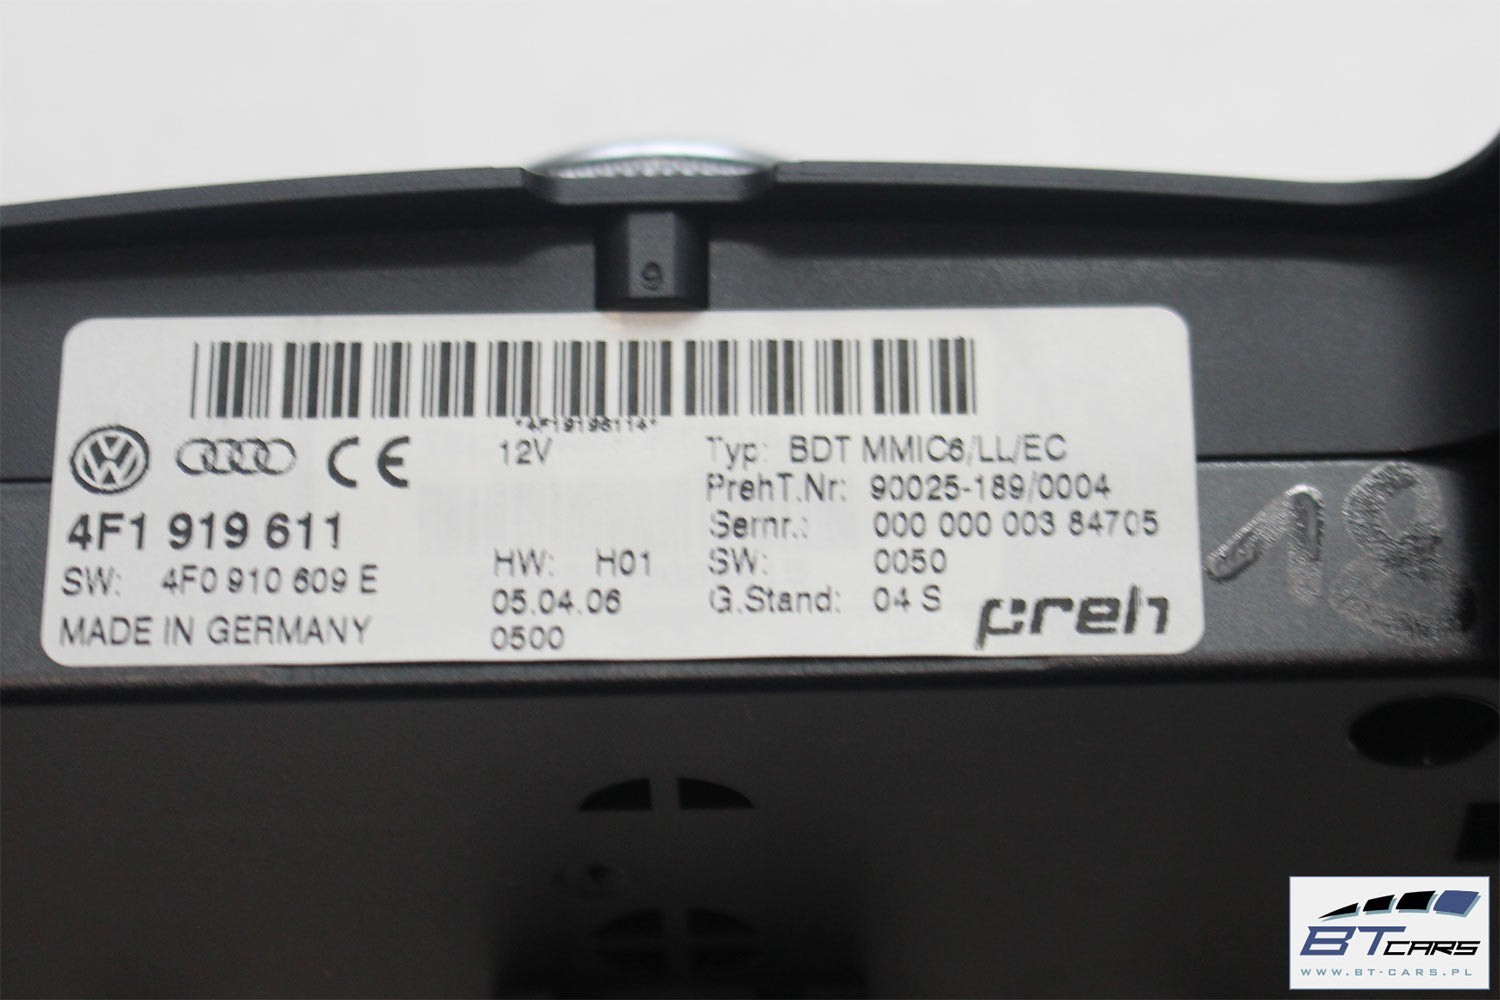 9
*4F19196114*
12V
Typ: BDT MMIC6/LL/EC
PrehT.Nr: 90025-189/0004
4F1 919 611
Sernr.: 000 000 003 84705
HW: H01
SW: 0050
SW: 4F0 910 609 E
05.04.06
G.Stand: 04 S
MADE IN GERMANY
0500
preh
18
BT CARS
WWW.BT-CARS.PL